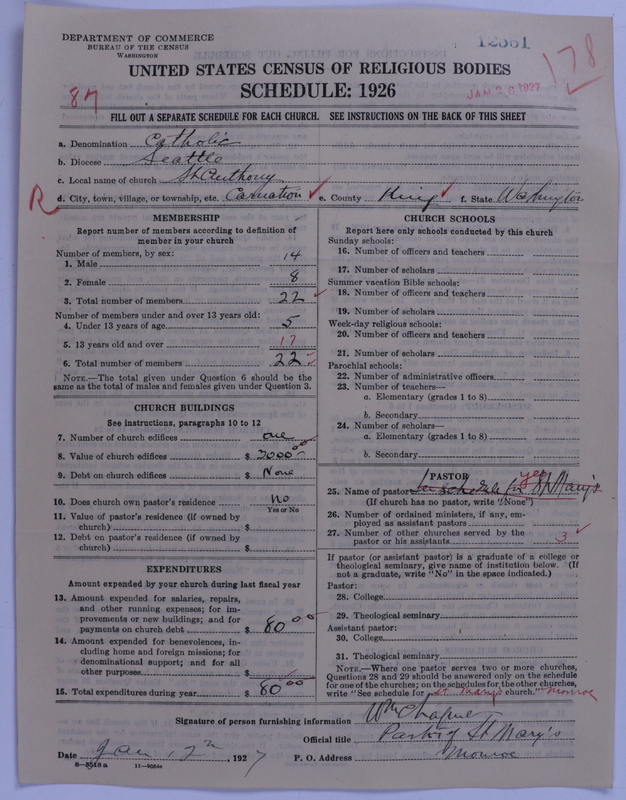 DEPARTMENT OF COMMERCE
BUREAU OF THE CENSUS
WASHINGTON
12361
178
UNITED STATES CENSUS OF RELIGIOUS BODIES
SCHEDULE: 1926
JAN 26 1927
87
FILL OUT A SEPARATE SCHEDULE FOR EACH CHURCH. SEE INSTRUCTIONS ON THE BACK OF THIS SHEET
a. Denomination Catholic
b. Diocese Seattle
c. Local name of church St Anthony
R d. City, town, village, or township, etc. Carnation e. County King f. State Washington
MEMBERSHIP
Report number of members according to definition of
member in your church
Number of members, by sex:
1. Male 14
2. Female 8
3. Total number of members 22
Number of members under and over 13 years old:
4. Under 13 years of age 5
5. 13 years old and over 17
6. Total number of members 22
NOTE.—The total given under Question 6 should be the
same as the total of males and females given under Question 3.
CHURCH BUILDINGS
See instructions, paragraphs 10 to 12
7. Number of church edifices one
8. Value of church edifices $ 2000 00
9. Debt on church edifices $ None
10. Does church own pastor's residence? No
Yes or No
11. Value of pastor's residence (if owned by
church) $
12. Debt on pastor's residence (if owned by
church) $
EXPENDITURES
Amount expended by your church during last fiscal year
13. Amount expended for salaries, repairs,
and other running expenses; for im-
provements or new buildings; and for
payments on church debt $ 80 00
14. Amount expended for benevolences, in-
cluding home and foreign missions; for
denominational support; and for all
other purposes $
15. Total expenditures during year $ 80 00
CHURCH SCHOOLS
Report here only schools conducted by this church
Sunday schools:
16. Number of officers and teachers
17. Number of scholars
Summer vacation Bible schools:
18. Number of officers and teachers
19. Number of scholars
Week-day religious schools:
20. Number of officers and teachers
21. Number of scholars
Parochial schools:
22. Number of administrative officers
23. Number of teachers—
a. Elementary (grades 1 to 8)
b. Secondary
24. Number of scholars—
a. Elementary (grades 1 to 8)
b. Secondary
PASTOR
yes
25. Name of pastor See schedule for St Mary's
(If church has no pastor, write "None")
26. Number of ordained ministers, if any, em-
ployed as assistant pastors
27. Number of other churches served by the
pastor or his assistants 3
If pastor (or assistant pastor) is a graduate of a college or
theological seminary, give name of institution below. (If
not a graduate, write "No" in the space indicated.)
Pastor:
28. College
29. Theological seminary
Assistant pastor:
30. College
31. Theological seminary
NOTE.—Where one pastor serves two or more churches,
Questions 28 and 29 should be answered only on the schedule
for one of the churches; on the schedules for the other churches,
write "See schedule for St Mary's church." Monroe
Signature of person furnishing information Wm
Official title Pastor of St Mary's
Date Jan 12th, 1927 P. O. Address Monroe
8—5518a 11—9084c